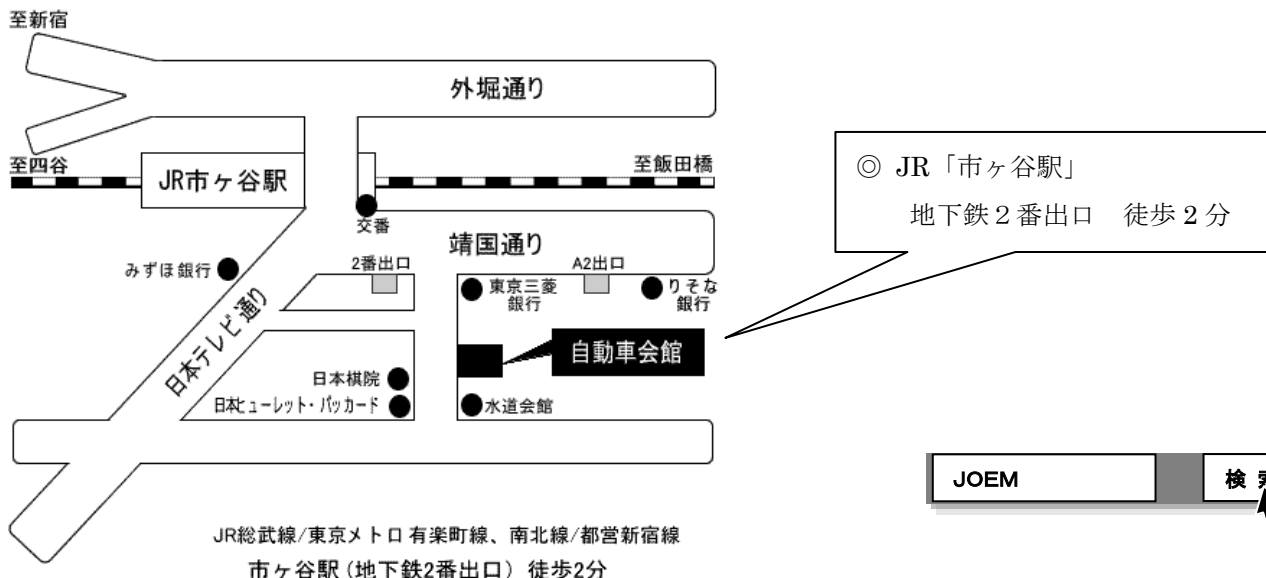 至新宿
外堀通り
至四谷
JR市ヶ谷駅
至飯田橋
交番
靖国通り
みずほ銀行
2番出口
A2出口
東京三菱
銀行
りそな
銀行
日本テレビ通り
自動車会館
日本棋院
日本ヒューレット・パッカード
水道会館
JR総武線/東京メトロ 有楽町線、南北線/都営新宿線
市ヶ谷駅(地下鉄2番出口) 徒歩2分
◎ JR「市ヶ谷駅」
地下鉄2番出口 徒歩2分
JOEM
検索